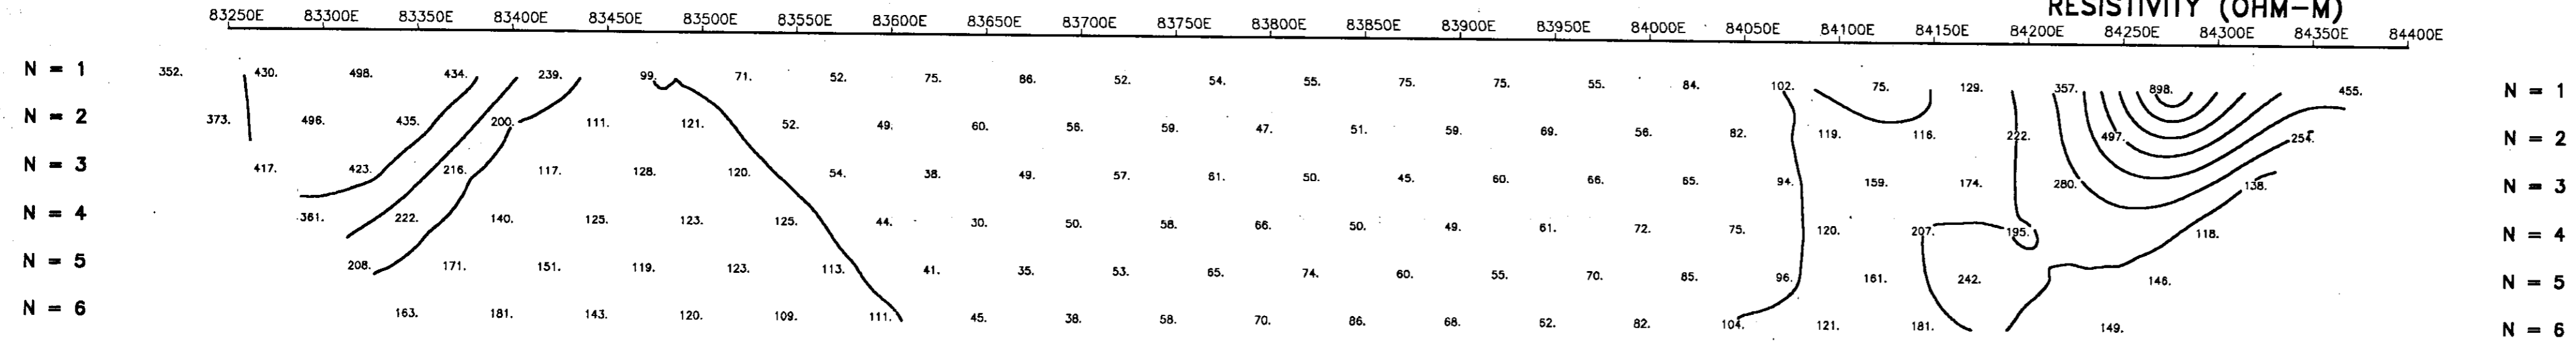 RESISTIVITY (OHM-M)
83250E 83300E 83350E 83400E 83450E 83500E 83550E 83600E 83650E 83700E 83750E 83800E 83850E 83900E 83950E 84000E 84050E 84100E 84150E 84200E 84250E 84300E 84350E 84400E
N = 1 352. 430. 498. 434. 239. 99. 71. 52. 75. 86. 52. 54. 55. 75. 75. 55. 84. 102. 75. 129. 357. 898. 455. N = 1
N = 2 373. 496. 435. 200. 111. 121. 52. 49. 60. 56. 59. 47. 51. 59. 69. 56. 82. 119. 116. 222. 497. 254. N = 2
N = 3 417. 423. 216. 117. 128. 120. 54. 38. 49. 57. 61. 50. 45. 60. 66. 65. 94. 159. 174. 280. 138. N = 3
N = 4 361. 222. 140. 125. 123. 125. 44. 30. 50. 58. 66. 50. 49. 61. 72. 75. 120. 207. 195. 118. N = 4
N = 5 208. 171. 151. 119. 123. 113. 41. 35. 53. 65. 74. 60. 55. 70. 85. 96. 161. 242. 146. N = 5
N = 6 163. 181. 143. 120. 109. 111. 45. 38. 58. 70. 86. 68. 52. 82. 104. 121. 181. 149. N = 6